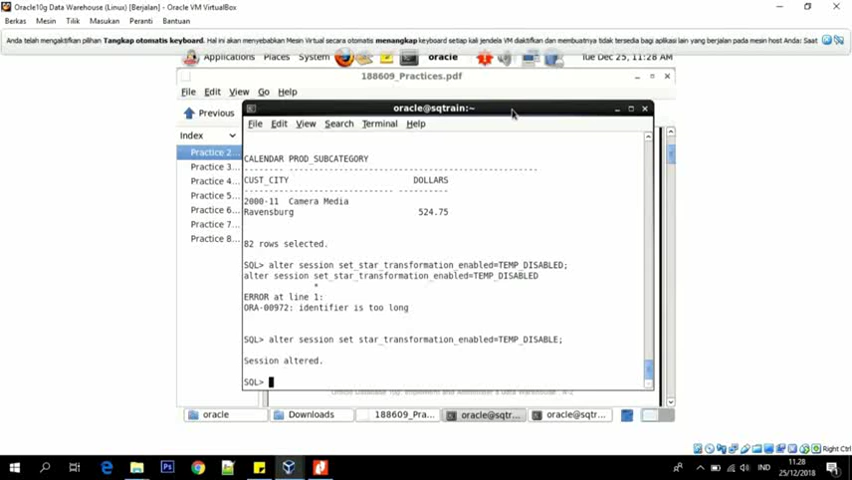 Oracle10g Data Warehouse (Linux) [Berjalan] - Oracle VM VirtualBox
Berkas Mesin Tilik Masukan Peranti Bantuan
Anda telah mengaktifkan pilihan Tangkap otomatis keyboard. Hal ini akan menyebabkan Mesin Virtual secara otomatis menangkap keyboard setiap kali jendela VM diaktifkan dan membuatnya tidak tersedia bagi aplikasi lain yang berjalan pada mesin host Anda: Saat
Applications Places System oracle Tue Dec 25, 11:28 AM
188609_Practices.pdf
File Edit View Go Help
Previous
oracle@sqtrain:~
File Edit View Search Terminal Help
Index
Practice 2...
Practice 3...
Practice 4...
Practice 5...
Practice 6...
Practice 7...
Practice 8...
CALENDAR PROD_SUBCATEGORY
CUST_CITY DOLLARS
2000-11 Camera Media
Ravensburg 524.75
82 rows selected.
SQL> alter session set_star_transformation_enabled=TEMP_DISABLED;
alter session set_star_transformation_enabled=TEMP_DISABLED
*
ERROR at line 1:
ORA-00972: identifier is too long
SQL> alter session set star_transformation_enabled=TEMP_DISABLE;
Session altered.
SQL>
oracle Downloads 188609_Pra... oracle@sqtr... oracle@sqtr...
Right Ctrl
IND 11.28
25/12/2018